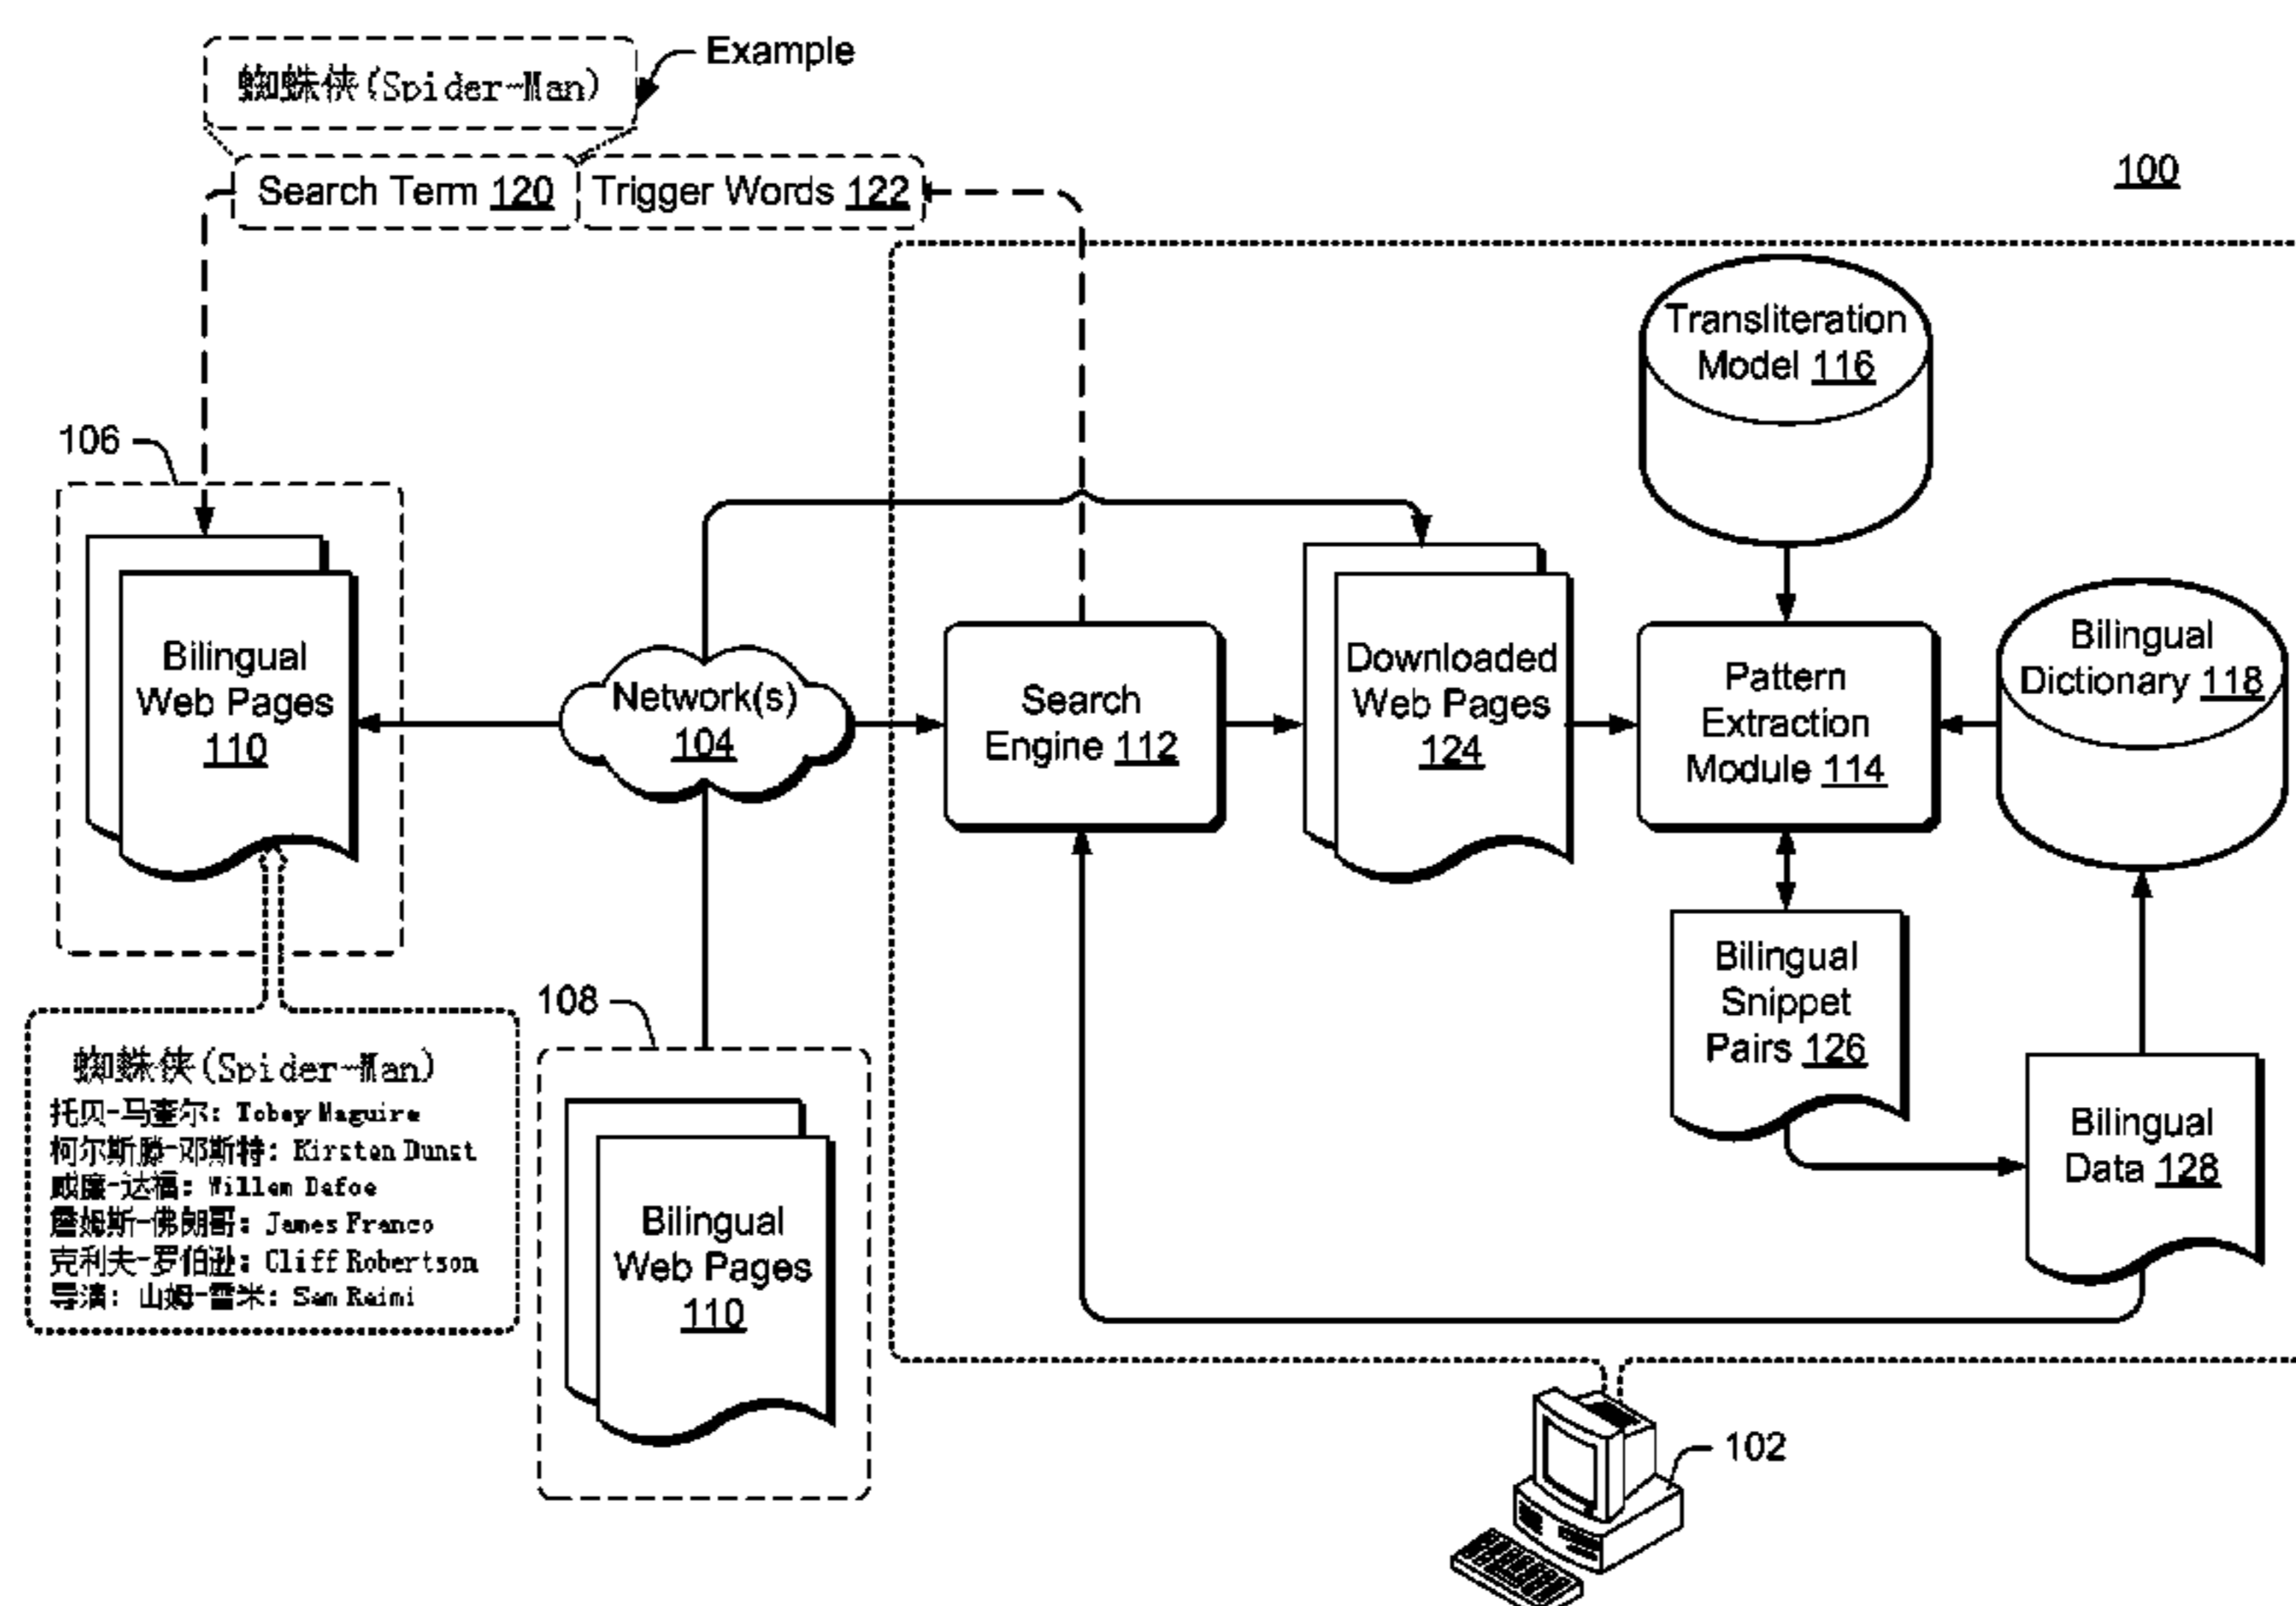 Example
蜘蛛侠(Spider-Man)
Search Term 120
Trigger Words 122
100
Transliteration
Model 116
106
Bilingual
Web Pages
110
Network(s)
104
Search
Engine 112
Downloaded
Web Pages
124
Pattern
Extraction
Module 114
Bilingual
Dictionary 118
Bilingual
Snippet
Pairs 126
Bilingual
Data 128
蜘蛛侠(Spider-Man)
托贝-马奎尔: Tobey Maguire
柯尔斯滕-邓斯特: Kirsten Dunst
威廉-达福: Willem Dafoe
詹姆斯-佛朗哥: James Franco
克利夫-罗伯逊: Cliff Robertson
导演: 山姆-雷米: Sam Raimi
108
Bilingual
Web Pages
110
102